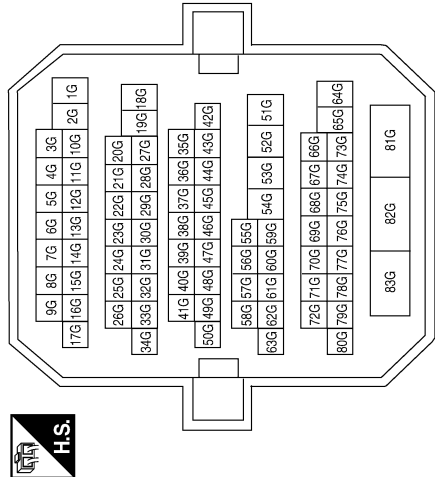 H.S.
9G 8G 7G 6G 5G 4G 3G
17G 16G 15G 14G 13G 12G 11G 10G 2G 1G
26G 25G 24G 23G 22G 21G 20G
34G 33G 32G 31G 30G 29G 28G 27G 19G 18G
41G 40G 39G 38G 37G 36G 35G
50G 49G 48G 47G 46G 45G 44G 43G 42G
58G 57G 56G 55G
63G 62G 61G 60G 59G 54G 53G 52G 51G
72G 71G 70G 69G 68G 67G 66G
80G 79G 78G 77G 76G 75G 74G 73G 65G 64G
83G 82G 81G